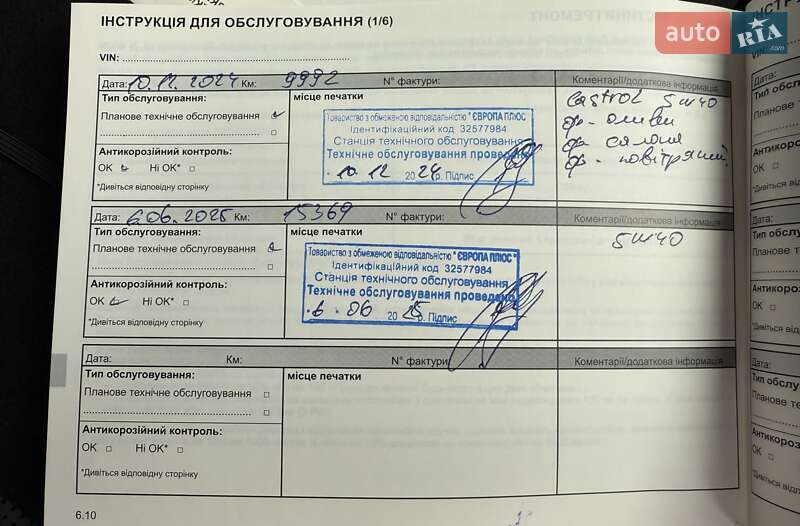 ІНСТРУКЦІЯ ДЛЯ ОБСЛУГОВУВАННЯ (1/6)
auto RIA .com
VIN:
VIN:
Дата: 10.12.2024 Км: 9992 N° фактури: Коментарі/додаткова інформація
Тип обслуговування:
місце печатки
Планове технічне обслуговування
Антикорозійний контроль:
OK Ні OK*
*Дивіться відповідну сторінку
Товариство з обмеженою відповідальністю "ЄВРОПА ПЛЮС"
Ідентифікаційний код 32577984
Станція технічного обслуговування
Технічне обслуговування проведено
10 12 2024 р. Підпис
Castrol 5w40
ф- оливи
ф салона
ф- повітряний
Дата: 6.06.2025 Км: 15369 N° фактури: Коментарі/додаткова інформація
Тип обслуговування:
місце печатки
Планове технічне обслуговування
Антикорозійний контроль:
OK Ні OK*
*Дивіться відповідну сторінку
Товариство з обмеженою відповідальністю "ЄВРОПА ПЛЮС"
Ідентифікаційний код 32577984
Станція технічного обслуговування
Технічне обслуговування проведено
6 06 2025 р. Підпис
5w40
Дата: Км: N° фактури: Коментарі/додаткова інформація
Тип обслуговування:
місце печатки
Планове технічне обслуговування
Антикорозійний контроль:
OK Ні OK*
*Дивіться відповідну сторінку
6.10